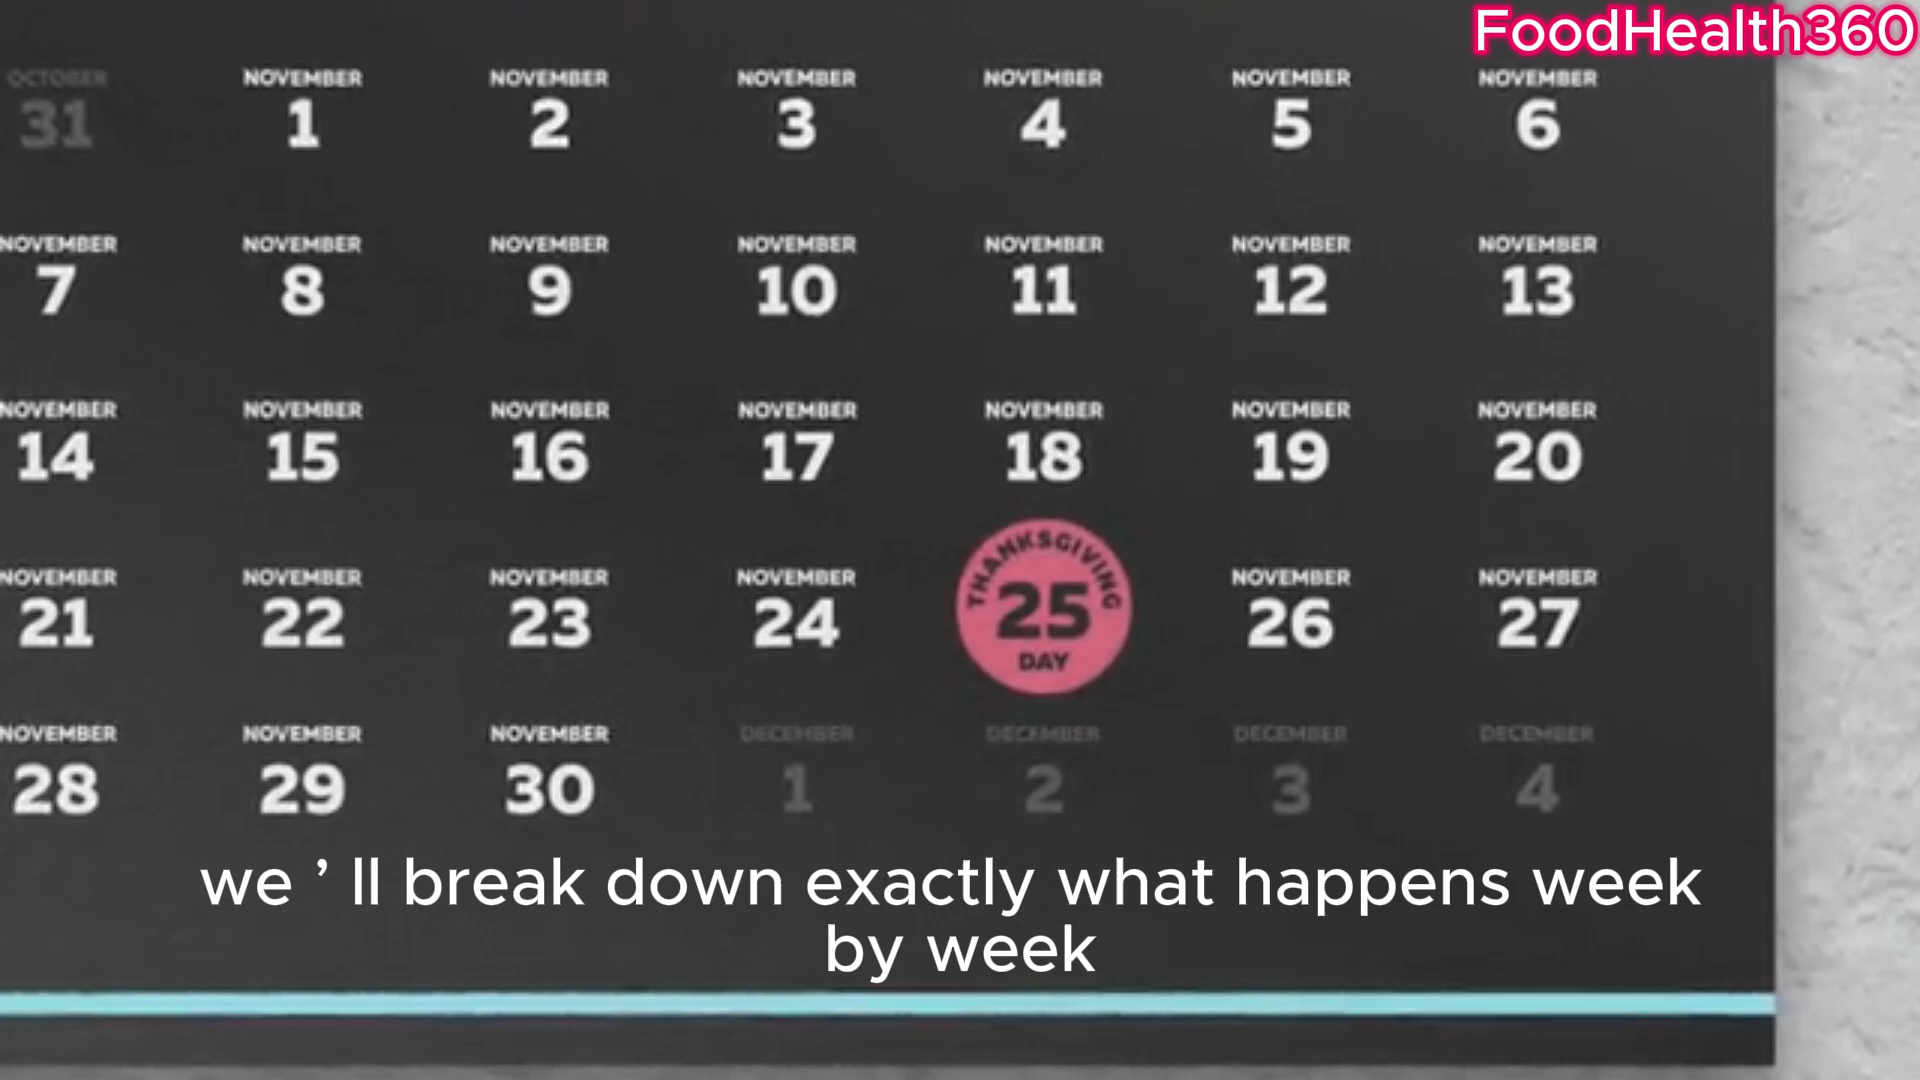 FoodHealth360
OCTOBER NOVEMBER NOVEMBER NOVEMBER NOVEMBER NOVEMBER NOVEMBER
31 1 2 3 4 5 6
NOVEMBER NOVEMBER NOVEMBER NOVEMBER NOVEMBER NOVEMBER NOVEMBER
7 8 9 10 11 12 13
NOVEMBER NOVEMBER NOVEMBER NOVEMBER NOVEMBER NOVEMBER NOVEMBER
14 15 16 17 18 19 20
THANKSGIVING
NOVEMBER NOVEMBER NOVEMBER NOVEMBER NOVEMBER NOVEMBER
21 22 23 24 25 26 27
DAY
NOVEMBER NOVEMBER NOVEMBER DECEMBER DECEMBER DECEMBER DECEMBER
28 29 30 1 2 3 4
we ’ ll break down exactly what happens week
by week